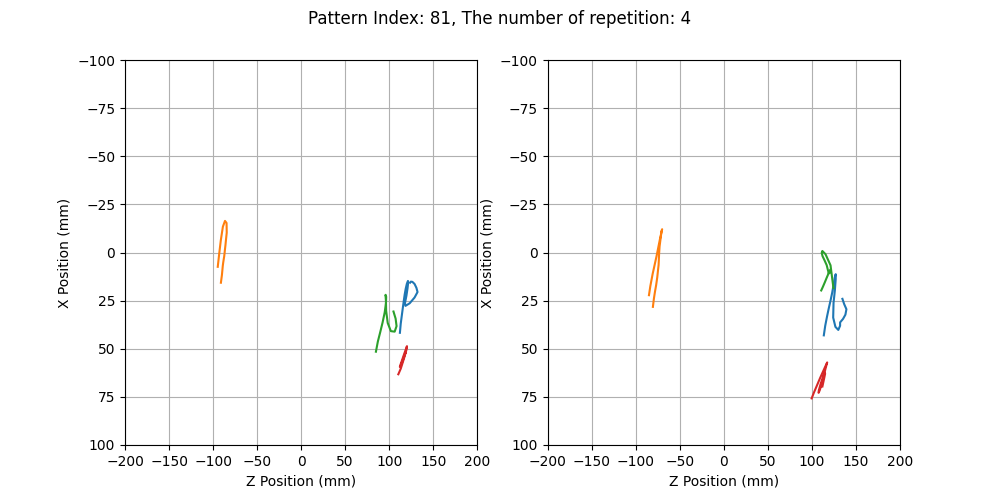 Pattern Index: 81, The number of repetition: 4
−100 −100
−75 −75
−50 −50
−25 −25
0 0
25 25
50 50
75 75
100 100
X Position (mm) X Position (mm)
−200 −150 −100 −50 0 50 100 150 200 −200 −150 −100 −50 0 50 100 150 200
Z Position (mm) Z Position (mm)